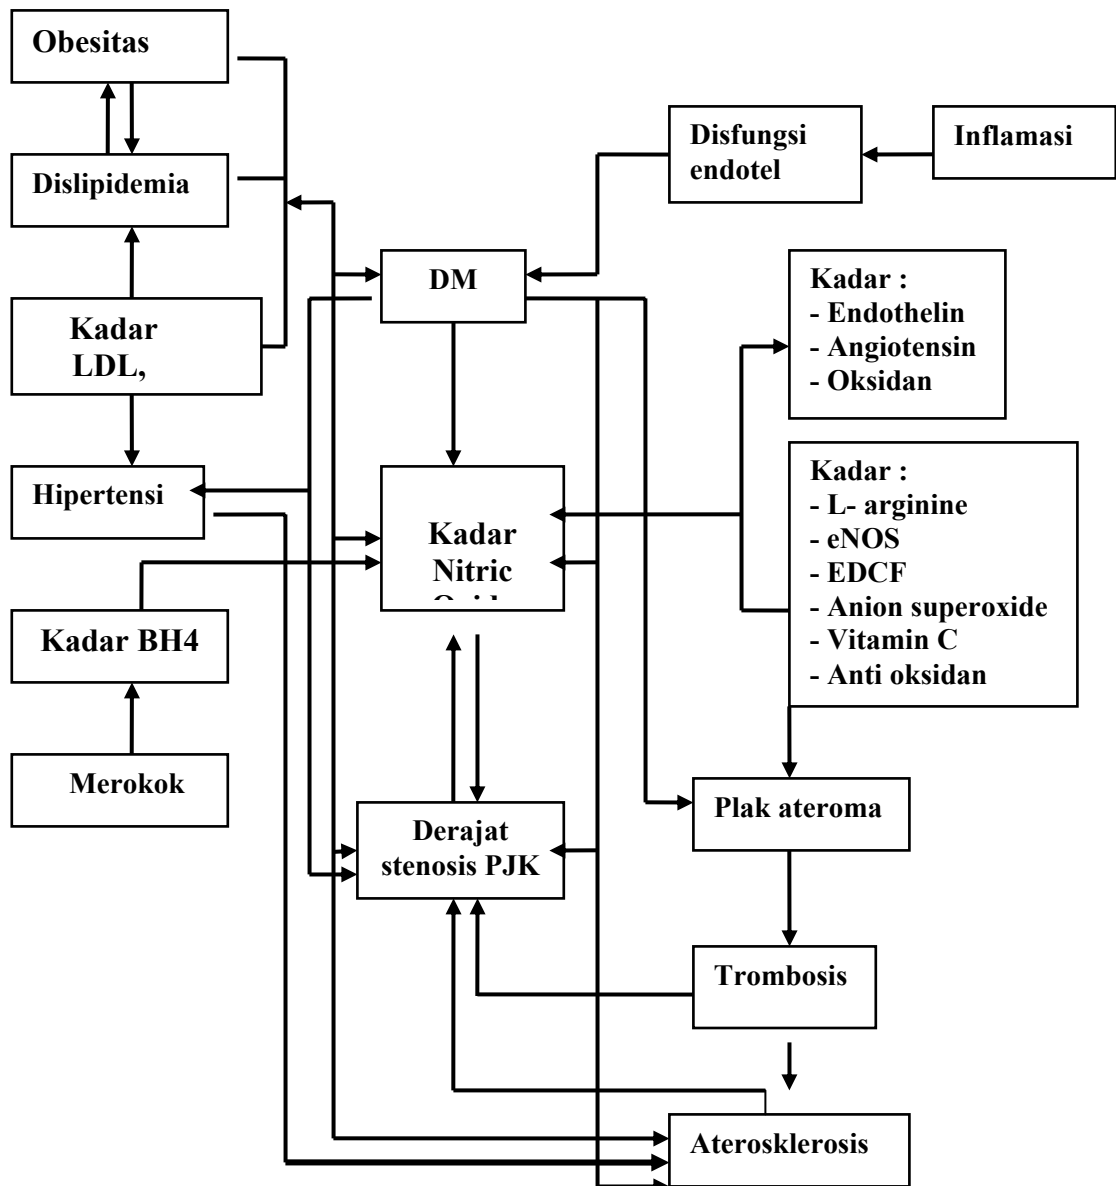 Obesitas
Dislipidemia
Kadar
LDL,
Hipertensi
Kadar BH4
Merokok
DM
Kadar
Nitric
Derajat
stenosis PJK
Disfungsi
endotel
Inflamasi
Kadar :
- Endothelin
- Angiotensin
- Oksidan
Kadar :
- L- arginine
- eNOS
- EDCF
- Anion superoxide
- Vitamin C
- Anti oksidan
Plak ateroma
Trombosis
Aterosklerosis